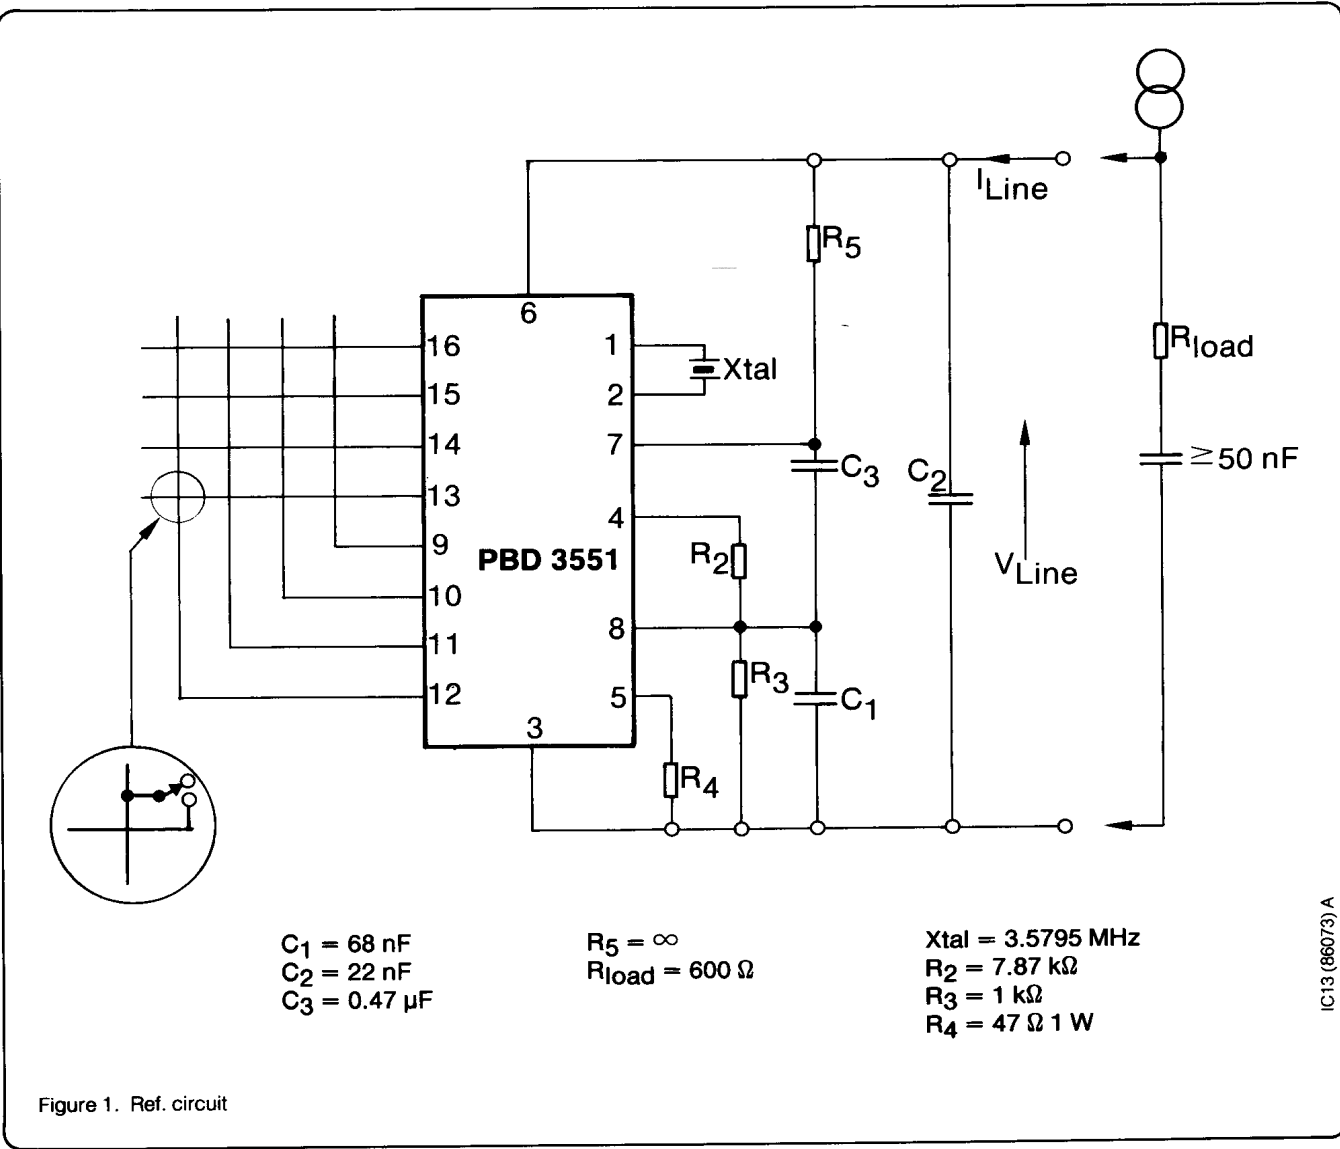 I Line
R5
Rload
6
16
1
Xtal
15
2
14
7
≥50 nF
C3
C2
13
4
9
PBD 3551
R2
VLine
10
8
11
R3
12
5
C1
3
R4
C1 = 68 nF
C2 = 22 nF
C3 = 0.47 µF
R5 = ∞
Rload = 600 Ω
Xtal = 3.5795 MHz
R2 = 7.87 kΩ
R3 = 1 kΩ
R4 = 47 Ω 1 W
IC13 (86073) A
Figure 1. Ref. circuit